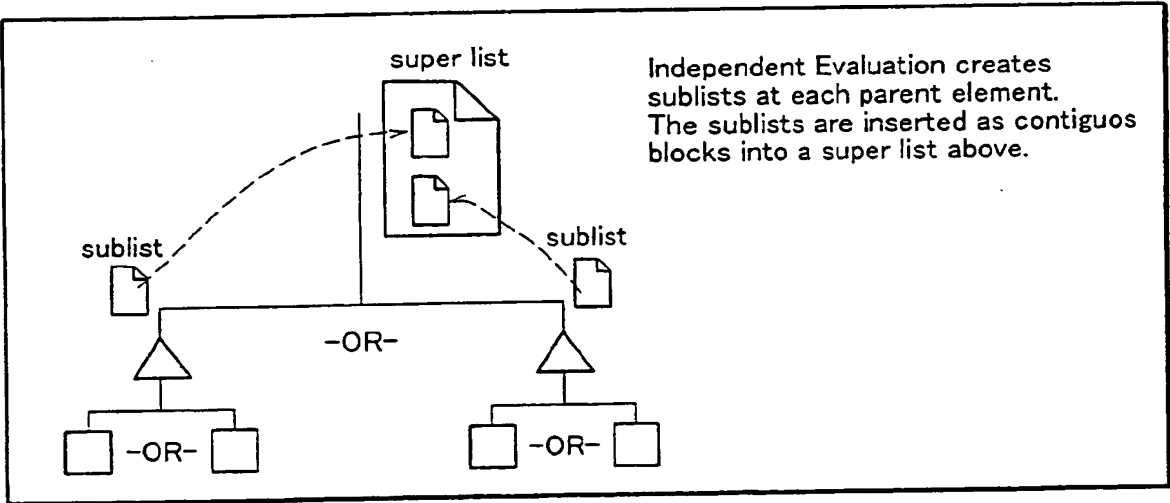 super list
Independent Evaluation creates
sublists at each parent element.
The sublists are inserted as contiguos
blocks into a super list above.
sublist
sublist
-OR-
-OR-
-OR-